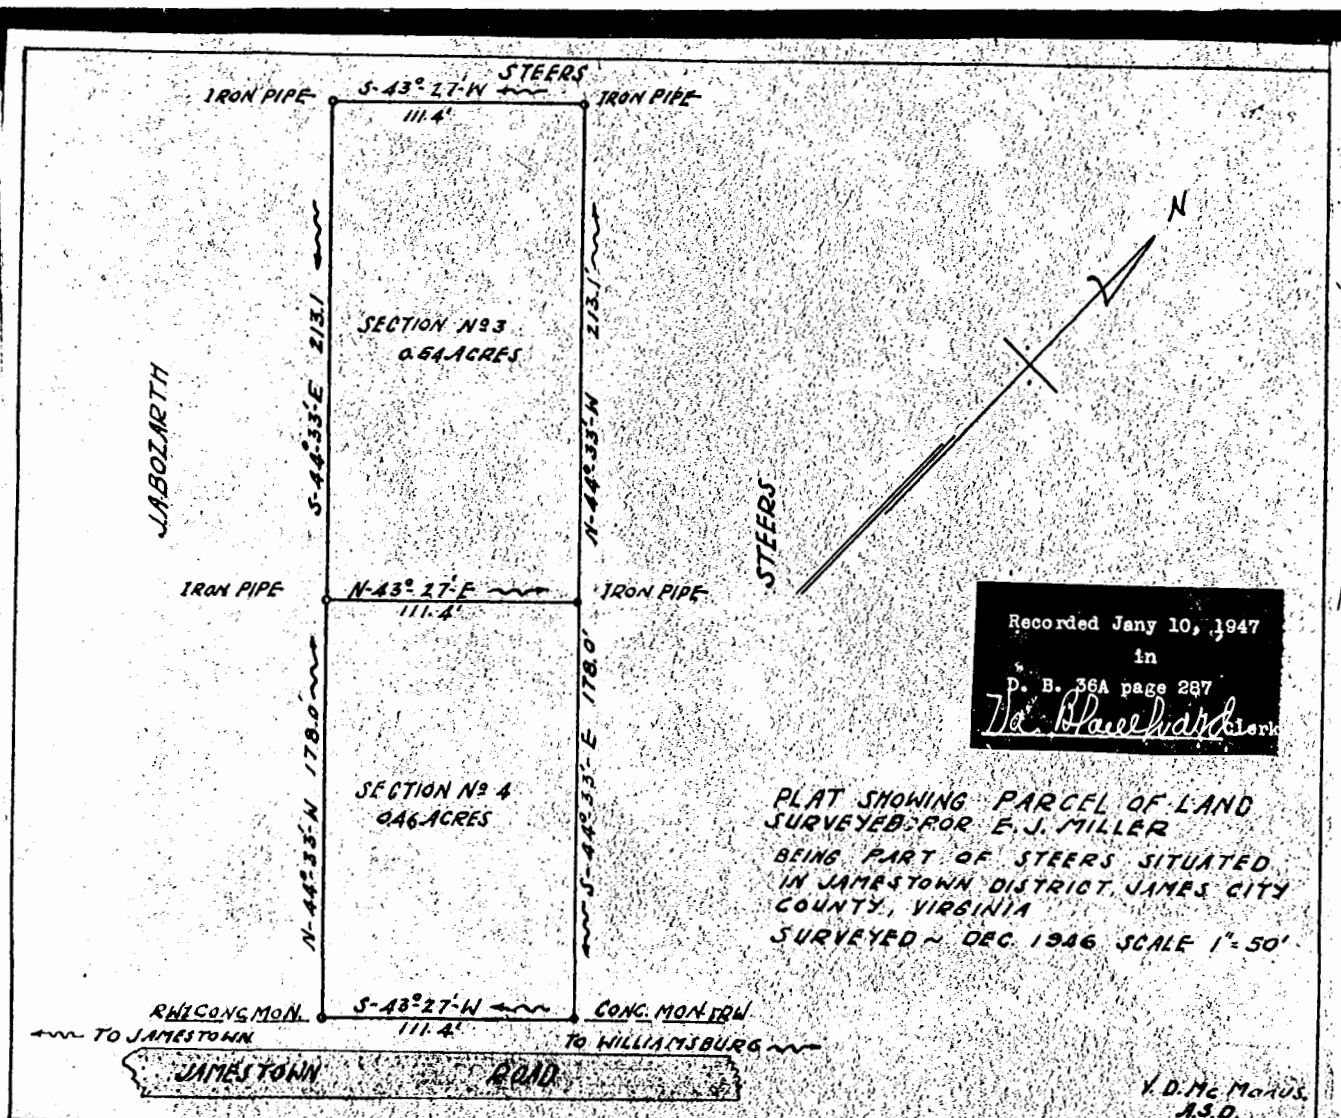 STEERS
IRON PIPE S-43°-27'-W IRON PIPE
111.4'
S-44°-33'-E 213.1
N-44°-33'-W 213.1'
SECTION Nº 3
0.54 ACRES
J.A. BOZARTH
STEERS
N
IRON PIPE N-43°-27'-E IRON PIPE
111.4'
N-44°-33'-W 178.0'
S-44°-33'-E 178.0'
SECTION Nº 4
0.46 ACRES
Recorded Jany 10, 1947
in
D. B. 36A page 287
Clerk
PLAT SHOWING PARCEL OF LAND
SURVEYED FOR E. J. MILLER
BEING PART OF STEERS SITUATED
IN JAMESTOWN DISTRICT, JAMES CITY
COUNTY, VIRGINIA
SURVEYED ~ DEC. 1946 SCALE 1"=50'
CONC. MON. S-43°-27'-W CONC. MON.
111.4'
TO JAMESTOWN TO WILLIAMSBURG
JAMESTOWN ROAD
V. D. Mc Manus.